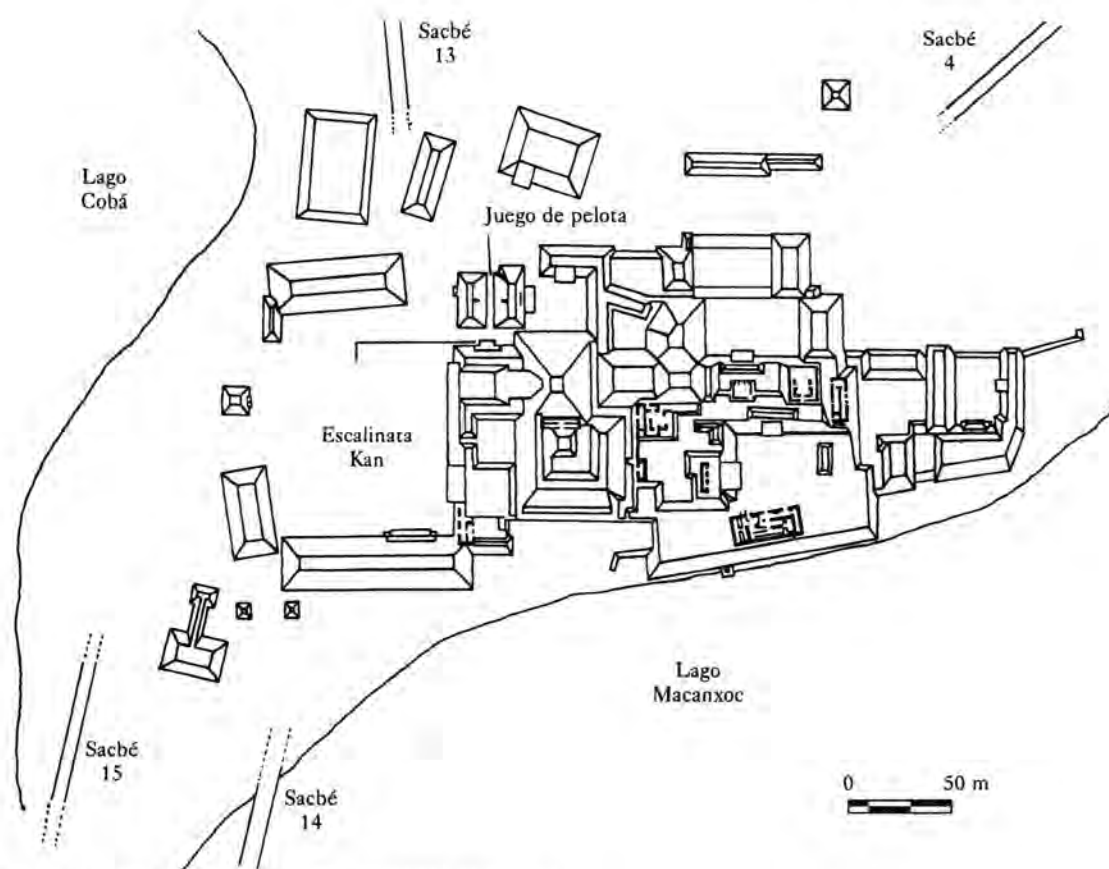 Sacbé
13
Sacbé
4
Lago
Cobá
Juego de pelota
Escalinata
Kan
Lago
Macanxoc
Sacbé
15
Sacbé
14
0 50 m